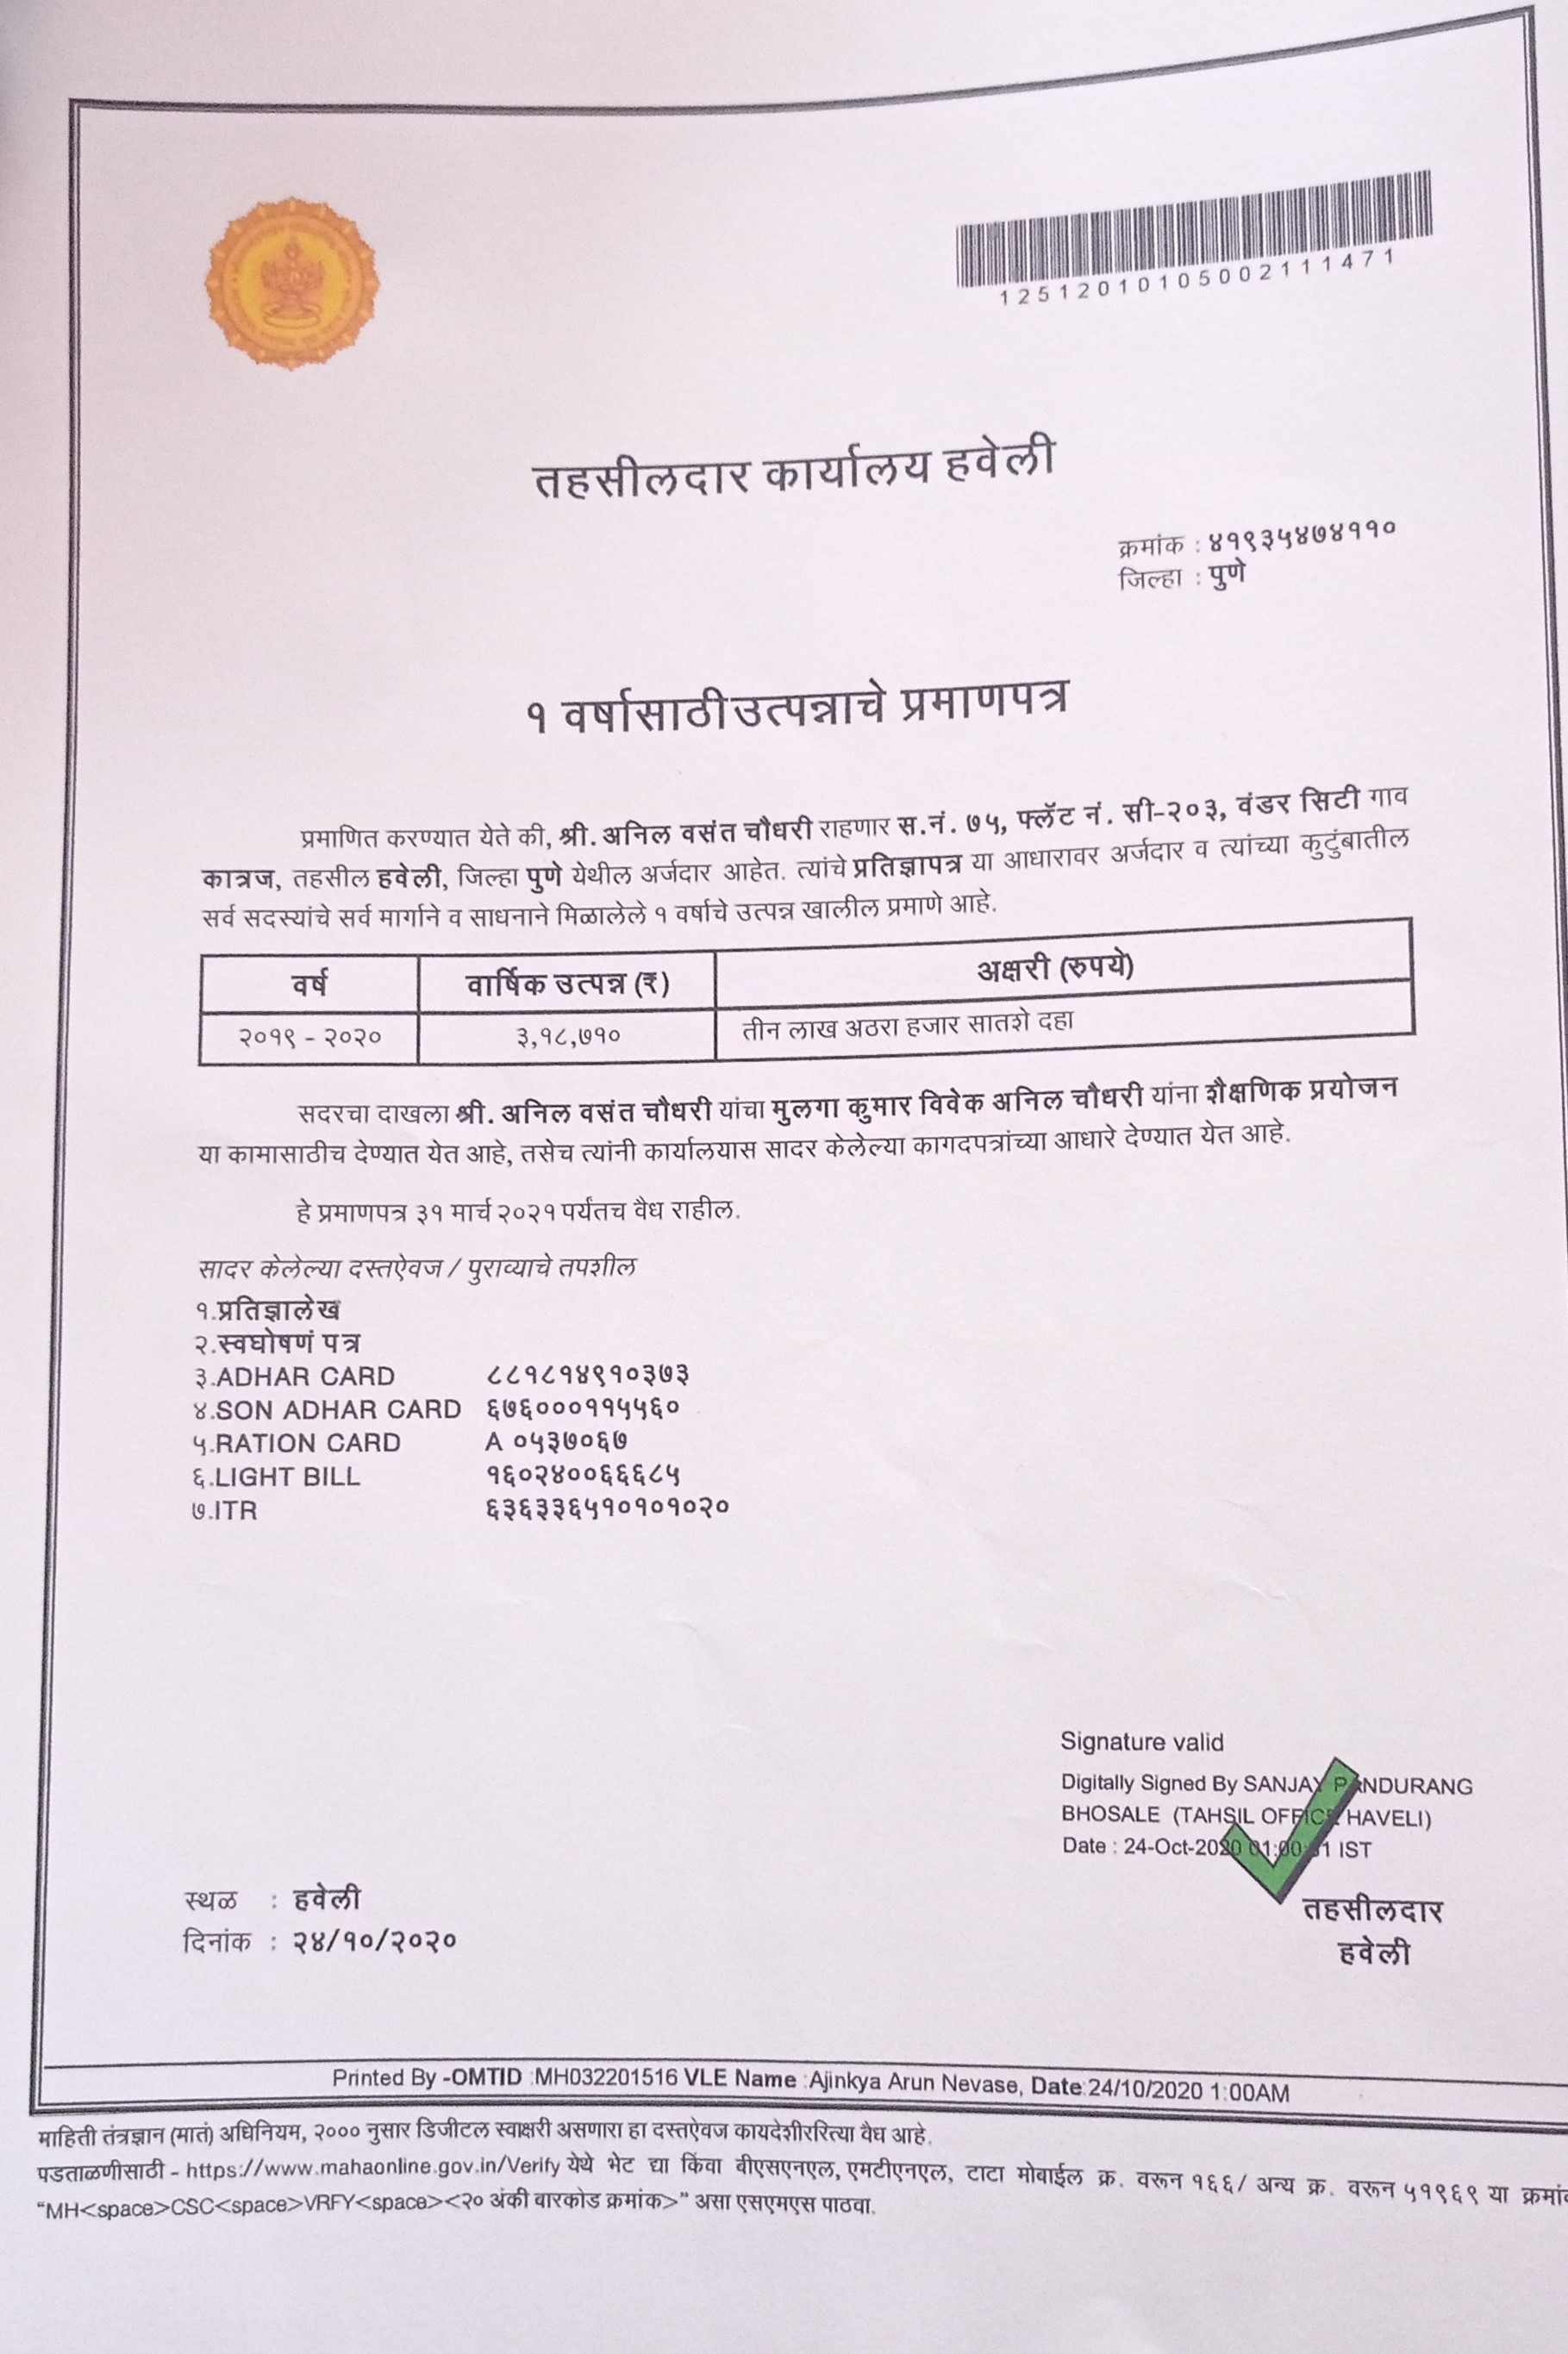 12512010105002111471
तहसीलदार कार्यालय हवेली
क्रमांक : ४१९३५४७४११०
जिल्हा : पुणे
१ वर्षासाठी उत्पन्नाचे प्रमाणपत्र
प्रमाणित करण्यात येते की, श्री. अनिल वसंत चौधरी राहणार स.नं. ७५, फ्लॅट नं. सी-२०३, वंडर सिटी गाव
कात्रज, तहसील हवेली, जिल्हा पुणे येथील अर्जदार आहेत. त्यांचे प्रतिज्ञापत्र या आधारावर अर्जदार व त्यांच्या कुटुंबातील
सर्व सदस्यांचे सर्व मार्गाने व साधनाने मिळालेले १ वर्षाचे उत्पन्न खालील प्रमाणे आहे.
वर्ष वार्षिक उत्पन्न (₹) अक्षरी (रुपये)
२०१९ - २०२० ३,१८,७१० तीन लाख अठरा हजार सातशे दहा
सदरचा दाखला श्री. अनिल वसंत चौधरी यांचा मुलगा कुमार विवेक अनिल चौधरी यांना शैक्षणिक प्रयोजन
या कामासाठीच देण्यात येत आहे, तसेच त्यांनी कार्यालयास सादर केलेल्या कागदपत्रांच्या आधारे देण्यात येत आहे.
हे प्रमाणपत्र ३१ मार्च २०२१ पर्यंतच वैध राहील.
सादर केलेल्या दस्तऐवज / पुराव्याचे तपशील
१.प्रतिज्ञालेख
२.स्वघोषणं पत्र
३.ADHAR CARD ८८१८१४९१०३७३
४.SON ADHAR CARD ६७६०००११५५६०
५.RATION CARD A ०५३७०६७
६.LIGHT BILL १६०२४००६६६८५
७.ITR ६३६३३६५१०१०१०२०
Signature valid
Digitally Signed By SANJAY PANDURANG
BHOSALE (TAHSIL OFFICE HAVELI)
Date : 24-Oct-2020 01:00: 1 IST
तहसीलदार
हवेली
स्थळ : हवेली
दिनांक : २४/१०/२०२०
Printed By -OMTID :MH032201516 VLE Name :Ajinkya Arun Nevase, Date:24/10/2020 1:00AM
माहिती तंत्रज्ञान (मातं) अधिनियम, २००० नुसार डिजीटल स्वाक्षरी असणारा हा दस्तऐवज कायदेशीररित्या वैध आहे.
पडताळणीसाठी - https://www.mahaonline.gov.in/Verify येथे भेट द्या किंवा बीएसएनएल, एमटीएनएल, टाटा मोबाईल क्र. वरून १६६/ अन्य क्र. वरून ५१९६९ या
“MH<space>CSC<space>VRFY<space><२० अंकी बारकोड क्रमांक>” असा एसएमएस पाठवा.